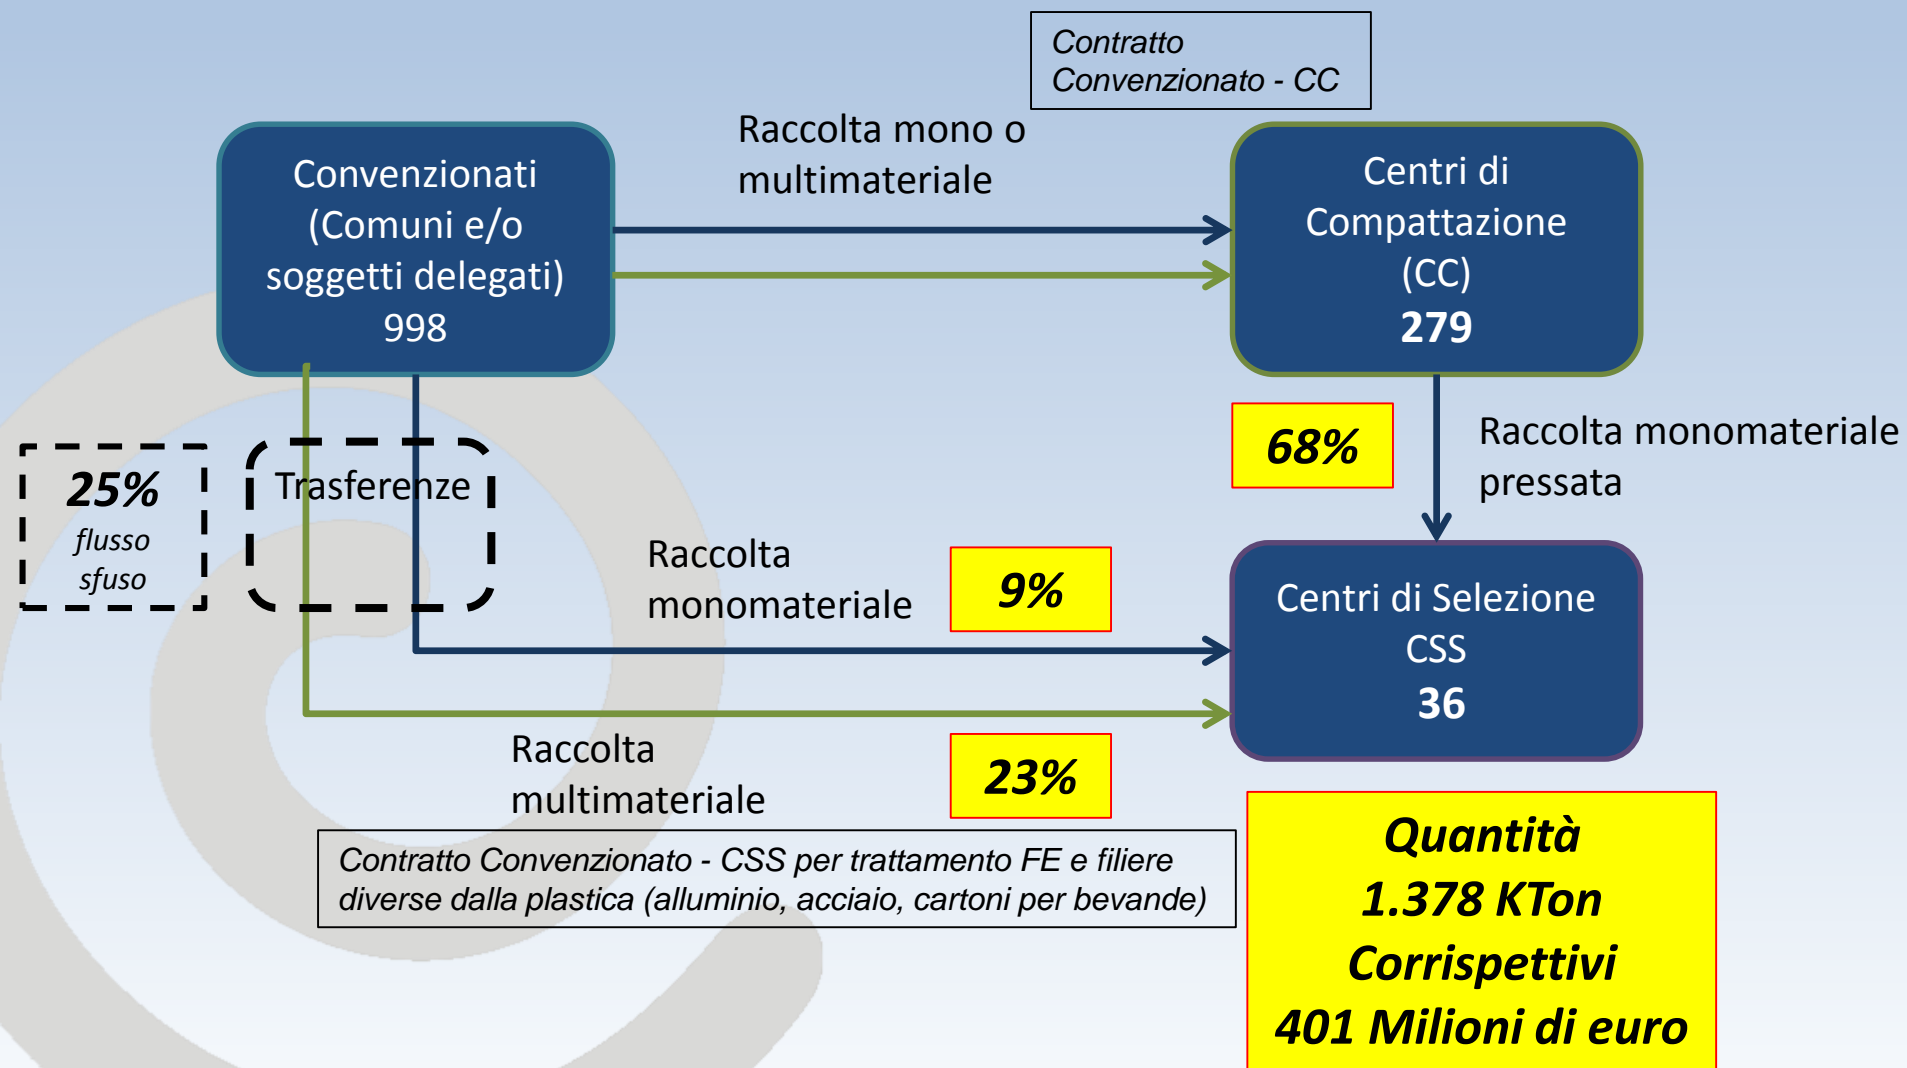 Contratto
Convenzionato - CC
Raccolta mono o
multimateriale
Convenzionati
(Comuni e/o
soggetti delegati)
998
Centri di
Compattazione
(CC)
279
68%
Raccolta monomateriale
pressata
25%
flusso
sfuso
Trasferenze
Raccolta
monomateriale
9%
Centri di Selezione
CSS
36
Raccolta
multimateriale
23%
Contratto Convenzionato - CSS per trattamento FE e filiere
diverse dalla plastica (alluminio, acciaio, cartoni per bevande)
Quantità
1.378 KTon
Corrispettivi
401 Milioni di euro